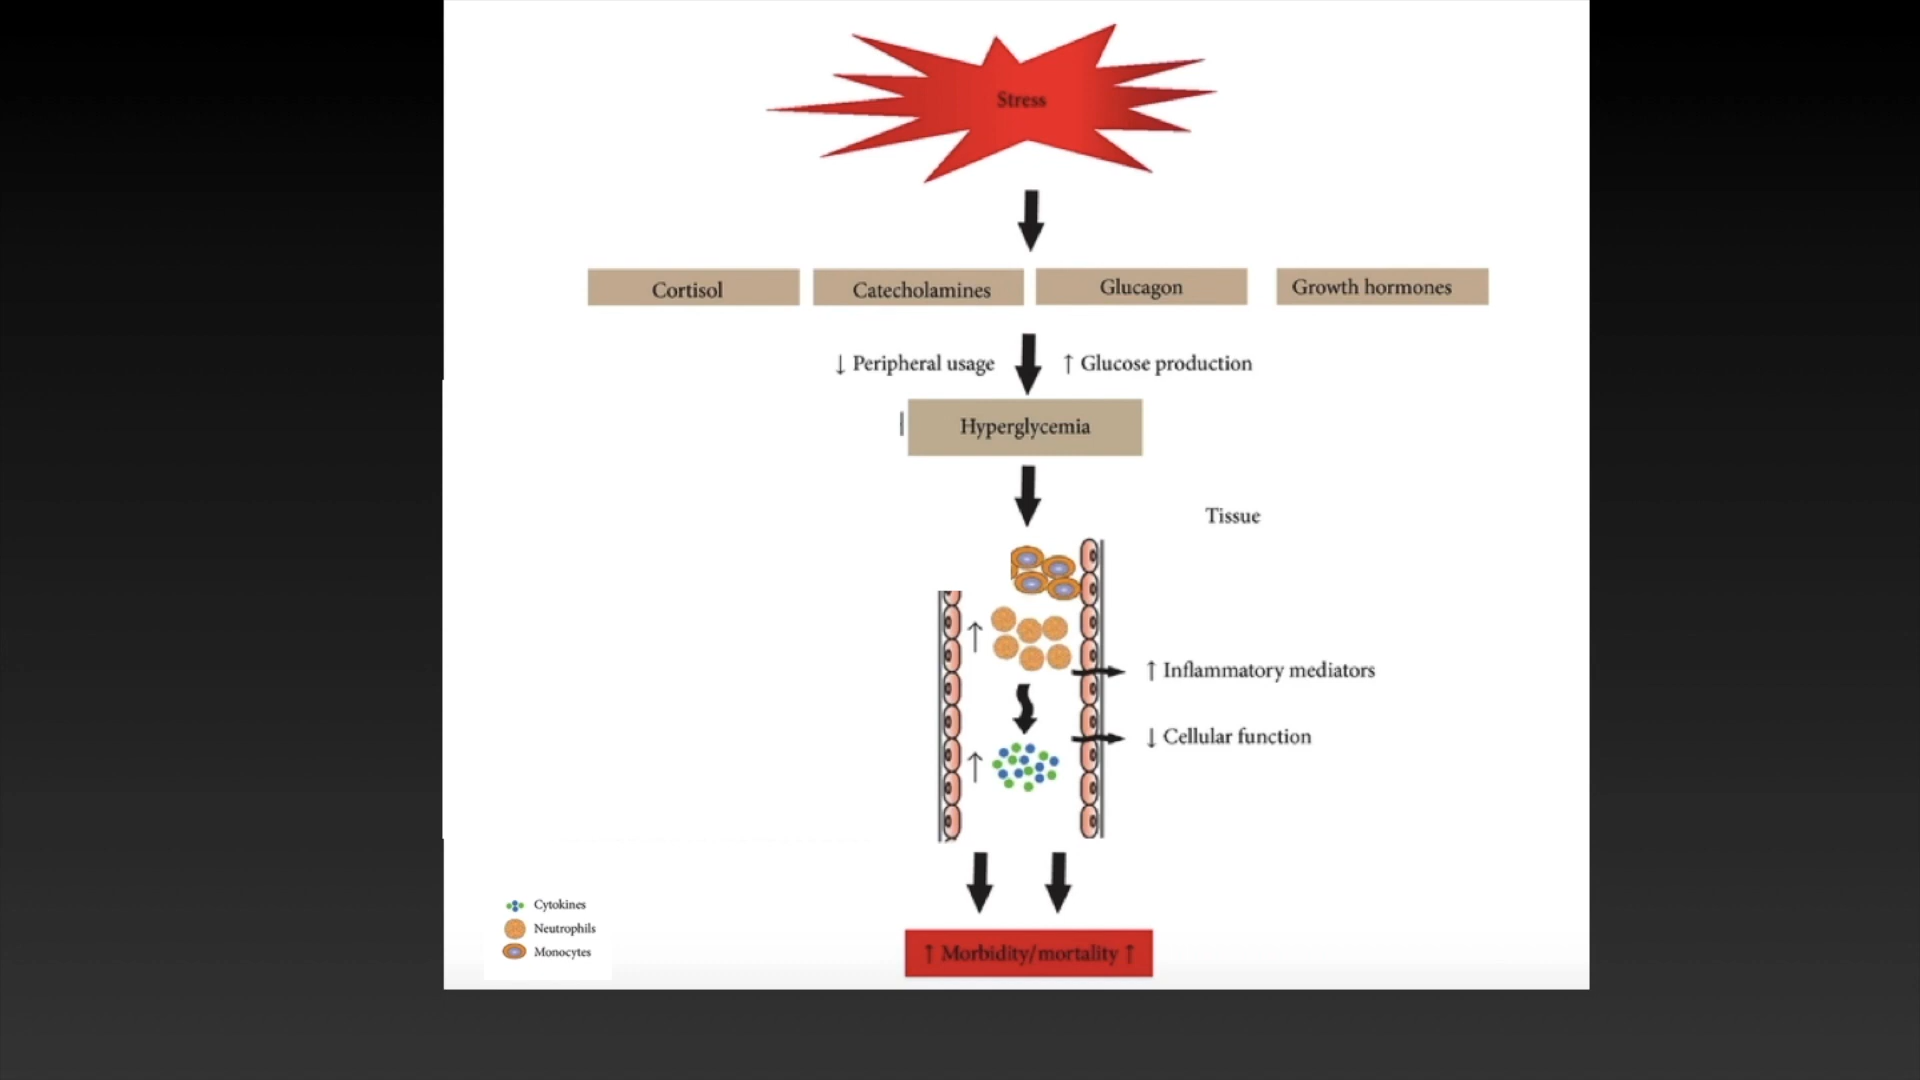 Stress
Cortisol
Catecholamines
Glucagon
Growth hormones
↓ Peripheral usage
↑ Glucose production
Hyperglycemia
Tissue
↑
↑ Inflammatory mediators
↓ Cellular function
↑
Cytokines
Neutrophils
Monocytes
↑ Morbidity/mortality ↑